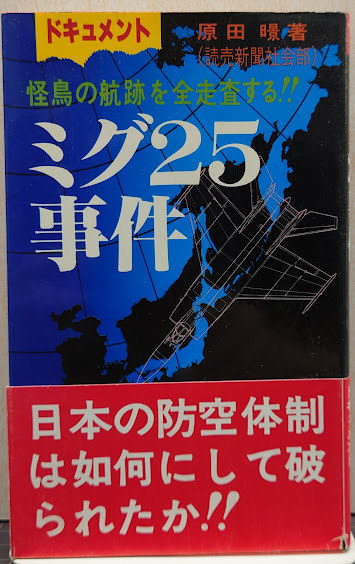 ドキュメント
原田暻著
(読売新聞社会部)
怪鳥の航跡を全走査する!!
ミグ25
事件
日本の防空体制
は如何にして破
られたか!!